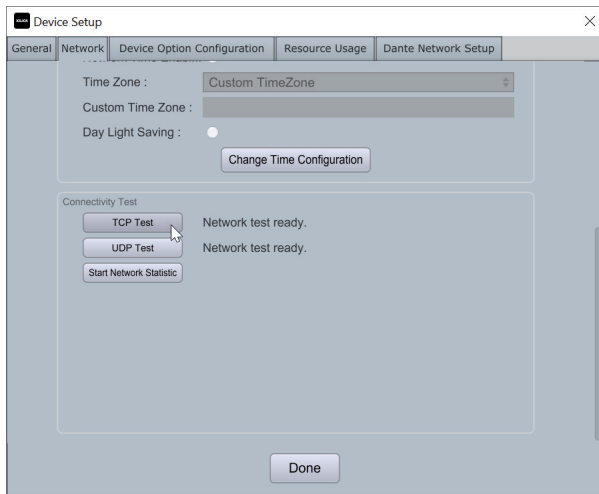 XILICA Device Setup
General Network Device Option Configuration Resource Usage Dante Network Setup
Time Zone : Custom TimeZone
Custom Time Zone :
Day Light Saving :
Change Time Configuration
Connectivity Test
TCP Test Network test ready.
UDP Test Network test ready.
Start Network Statistic
Done